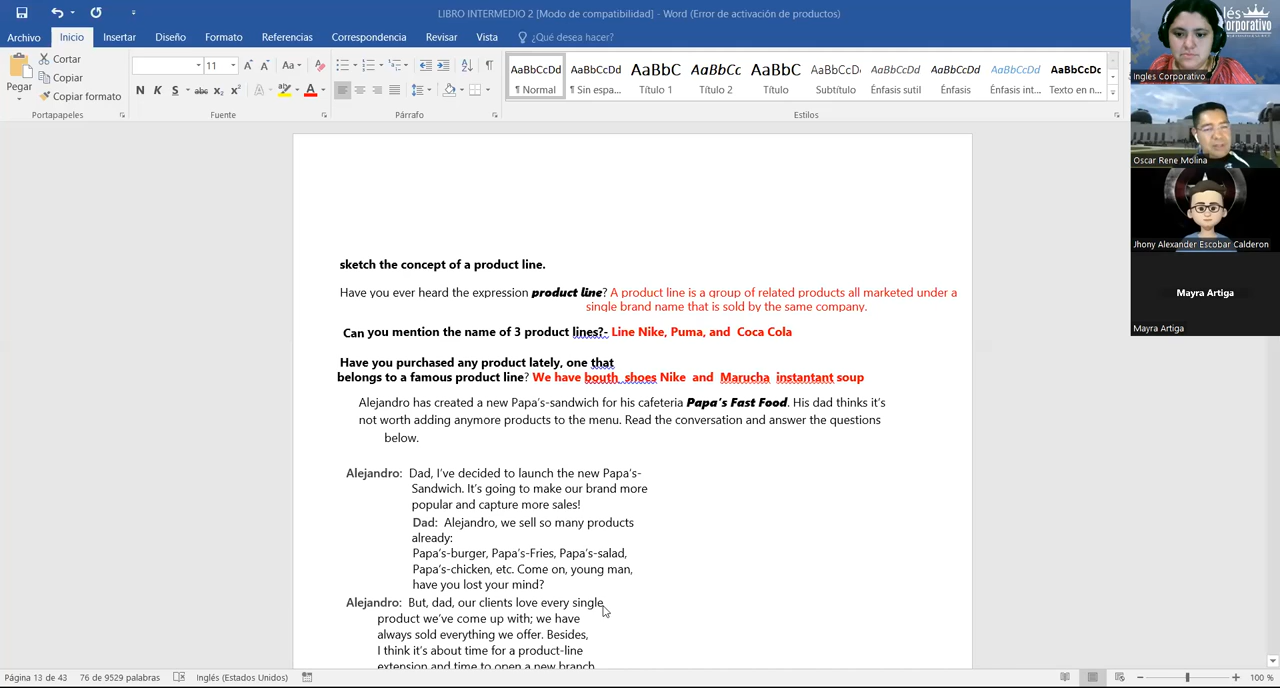 LIBRO INTERMEDIO 2 [Modo de compatibilidad] - Word (Error de activación de productos)
Archivo Inicio Insertar Diseño Formato Referencias Correspondencia Revisar Vista ¿Qué desea hacer?
Pegar
Cortar
Copiar
Copiar formato
Portapapeles
11
Aa
N K S abc x₂ x²
Fuente
Párrafo
AaBbCcDd
¶ Normal
AaBbCcDd
¶ Sin espa...
AaBbC
Título 1
AaBbCc
Título 2
AaBbC
Título
AaBbCcD
Subtítulo
AaBbCcDd
Énfasis sutil
AaBbCcDd
Énfasis
AaBbCcDd
Énfasis int...
AaBbCcDc
Texto en n...
Estilos
lés
orporativo
Ingles Corporativo
Oscar Rene Molina
Jhony Alexander Escobar Calderon
Mayra Artiga
Mayra Artiga
sketch the concept of a product line.
Have you ever heard the expression product line? A product line is a group of related products all marketed under a
single brand name that is sold by the same company.
Can you mention the name of 3 product lines?- Line Nike, Puma, and Coca Cola
Have you purchased any product lately, one that
belongs to a famous product line? We have bouth shoes Nike and Marucha instantant soup
Alejandro has created a new Papa's-sandwich for his cafeteria Papa's Fast Food. His dad thinks it's
not worth adding anymore products to the menu. Read the conversation and answer the questions
below.
Alejandro: Dad, I've decided to launch the new Papa's-
Sandwich. It's going to make our brand more
popular and capture more sales!
Dad: Alejandro, we sell so many products
already:
Papa's-burger, Papa's-Fries, Papa's-salad,
Papa's-chicken, etc. Come on, young man,
have you lost your mind?
Alejandro: But, dad, our clients love every single
product we've come up with; we have
always sold everything we offer. Besides,
I think it's about time for a product-line
extension and time to open a new branch
Página 13 de 43 76 de 9529 palabras Inglés (Estados Unidos) 100 %